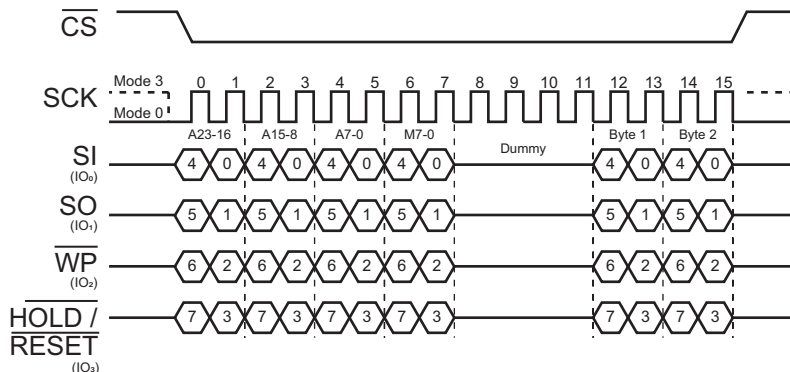 CS
Mode 3
0 1 2 3 4 5 6 7 8 9 10 11 12 13 14 15
SCK
Mode 0
A23-16 A15-8 A7-0 M7-0 Dummy Byte 1 Byte 2
SI 4 0 4 0 4 0 4 0 4 0 4 0
(IO₀)
SO 5 1 5 1 5 1 5 1 5 1 5 1
(IO₁)
WP 6 2 6 2 6 2 6 2 6 2 6 2
(IO₂)
HOLD / 7 3 7 3 7 3 7 3 7 3 7 3
RESET
(IO₃)